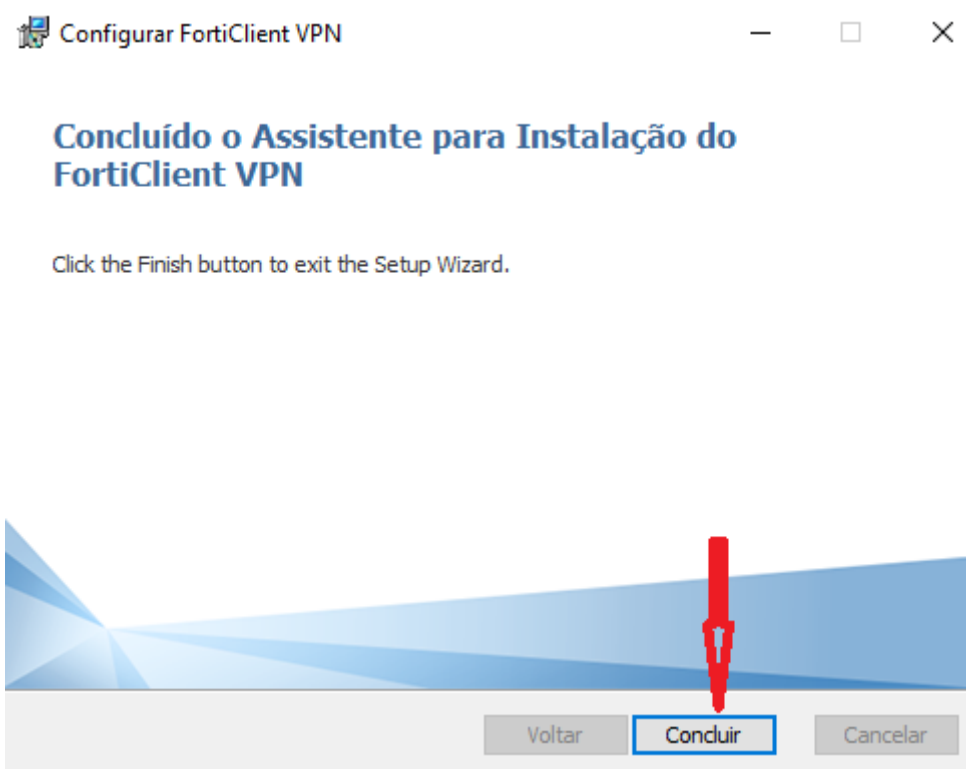 Configurar FortiClient VPN
Concluído o Assistente para Instalação do
FortiClient VPN
Click the Finish button to exit the Setup Wizard.
Voltar
Concluir
Cancelar